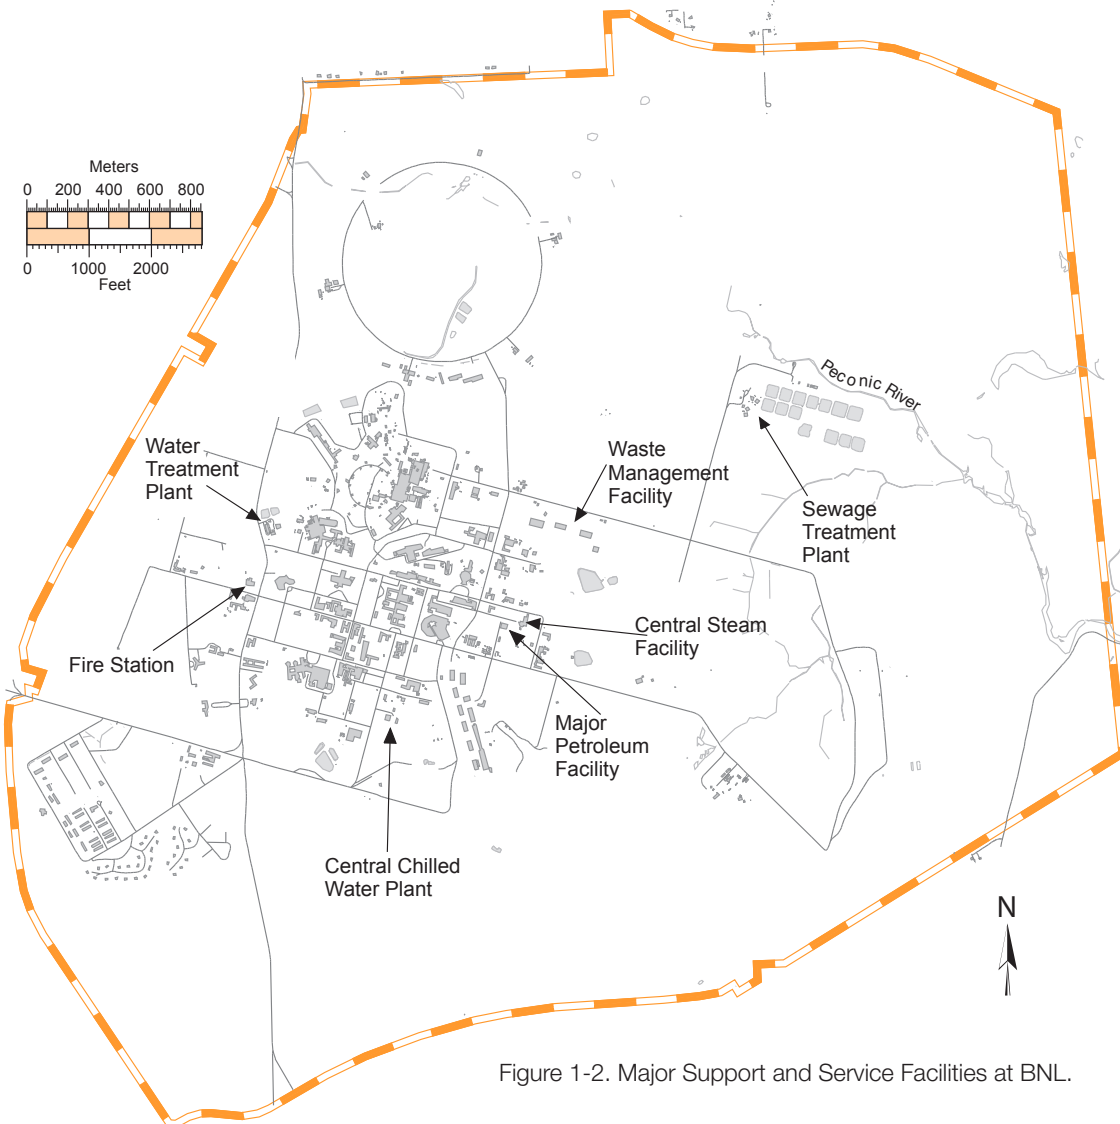 Meters
0 200 400 600 800
0 1000 2000
Feet
Peconic River
Water
Treatment
Plant
Waste
Management
Facility
Sewage
Treatment
Plant
Fire Station
Central Steam
Facility
Major
Petroleum
Facility
Central Chilled
Water Plant
N
Figure 1-2. Major Support and Service Facilities at BNL.